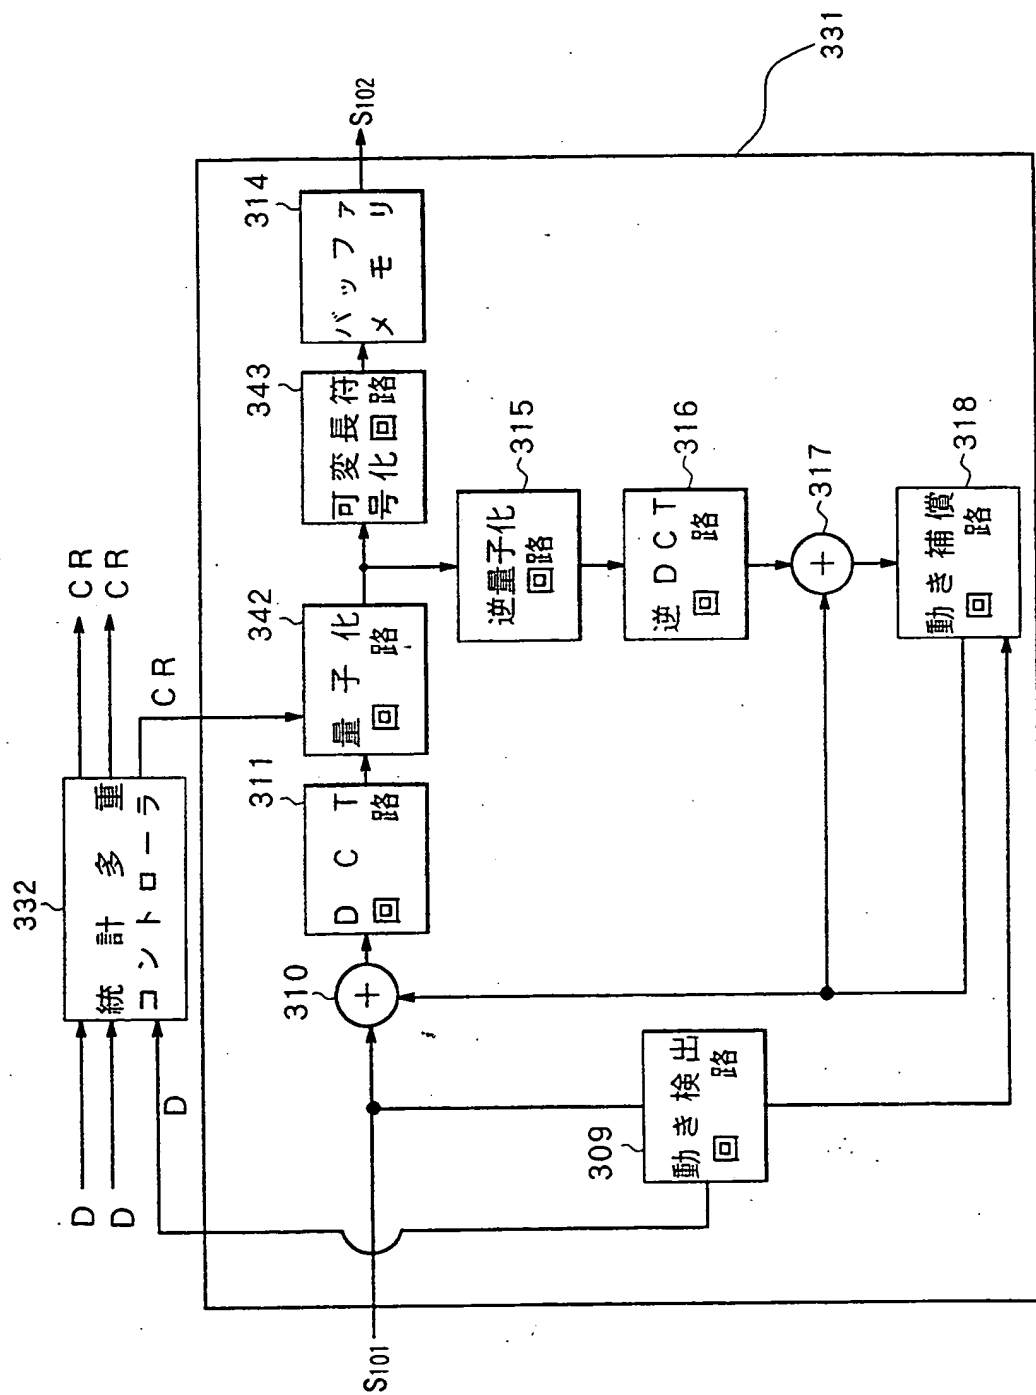 332
統計多重
コントローラ
D
D
D
CR
CR
CR
331
S101
S102
310
311
DCT
回路
342
量子化
回路
343
可変長符
号化回路
314
バッファ
メモリ
315
逆量子化
回路
316
逆DCT
回路
317
318
動き補償
回路
309
動き検出
回路
+
+